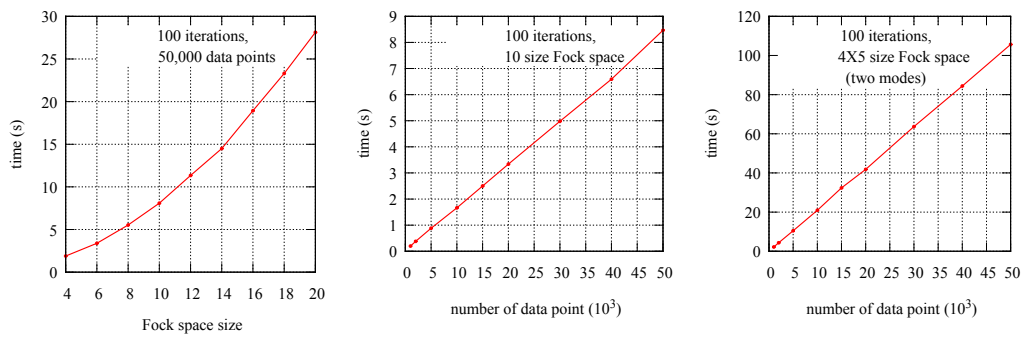 30
25
20
15
10
5
0
4 6 8 10 12 14 16 18 20
time (s)
Fock space size
100 iterations,
50,000 data points
9
8
7
6
5
4
3
2
1
0
0 5 10 15 20 25 30 35 40 45 50
time (s)
number of data point (10³)
100 iterations,
10 size Fock space
120
100
80
60
40
20
0
0 5 10 15 20 25 30 35 40 45 50
time (s)
number of data point (10³)
100 iterations,
4X5 size Fock space
(two modes)